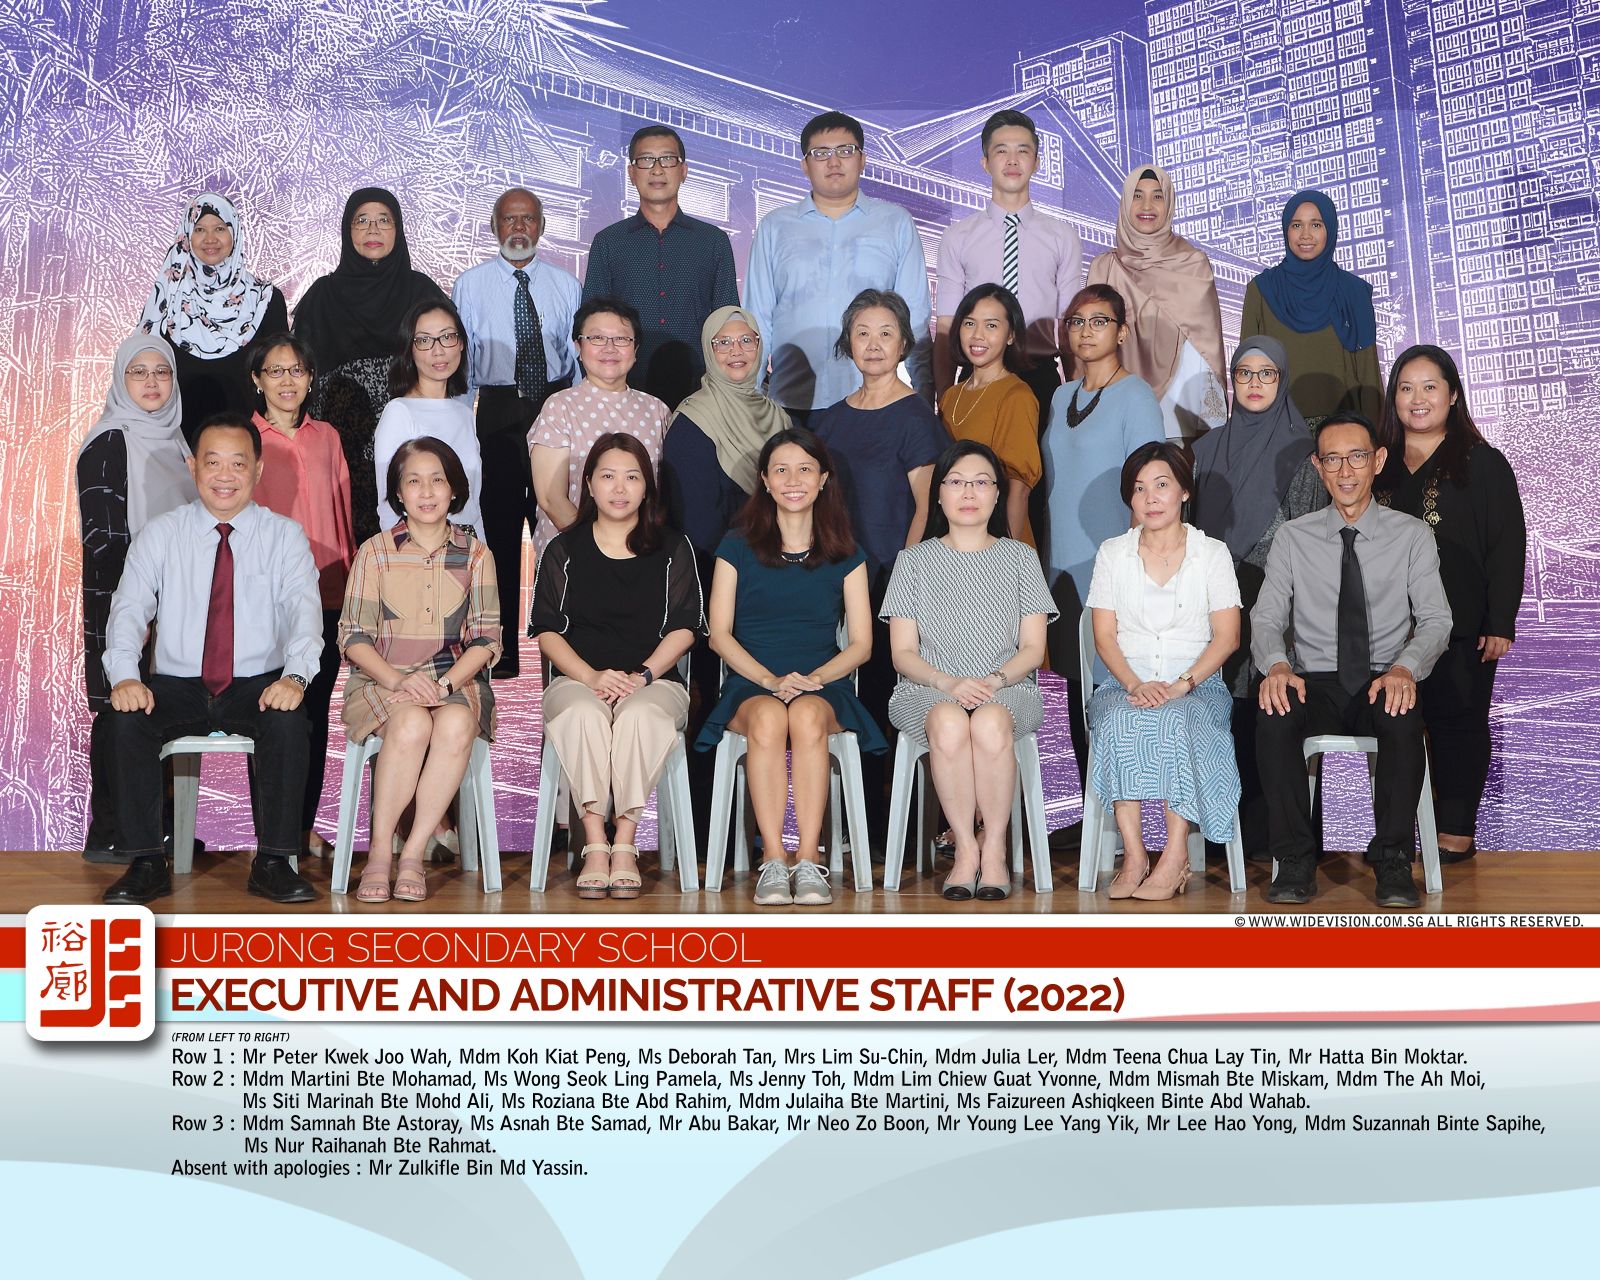 © WWW.WIDEVISION.COM.SG ALL RIGHTS RESERVED.
裕廊
JSS
JURONG SECONDARY SCHOOL
EXECUTIVE AND ADMINISTRATIVE STAFF (2022)
(FROM LEFT TO RIGHT)
Row 1 : Mr Peter Kwek Joo Wah, Mdm Koh Kiat Peng, Ms Deborah Tan, Mrs Lim Su-Chin, Mdm Julia Ler, Mdm Teena Chua Lay Tin, Mr Hatta Bin Moktar.
Row 2 : Mdm Martini Bte Mohamad, Ms Wong Seok Ling Pamela, Ms Jenny Toh, Mdm Lim Chiew Guat Yvonne, Mdm Mismah Bte Miskam, Mdm The Ah Moi,
Ms Siti Marinah Bte Mohd Ali, Ms Roziana Bte Abd Rahim, Mdm Julaiha Bte Martini, Ms Faizureen Ashiqkeen Binte Abd Wahab.
Row 3 : Mdm Samnah Bte Astoray, Ms Asnah Bte Samad, Mr Abu Bakar, Mr Neo Zo Boon, Mr Young Lee Yang Yik, Mr Lee Hao Yong, Mdm Suzannah Binte Sapihe,
Ms Nur Raihanah Bte Rahmat.
Absent with apologies : Mr Zulkifle Bin Md Yassin.